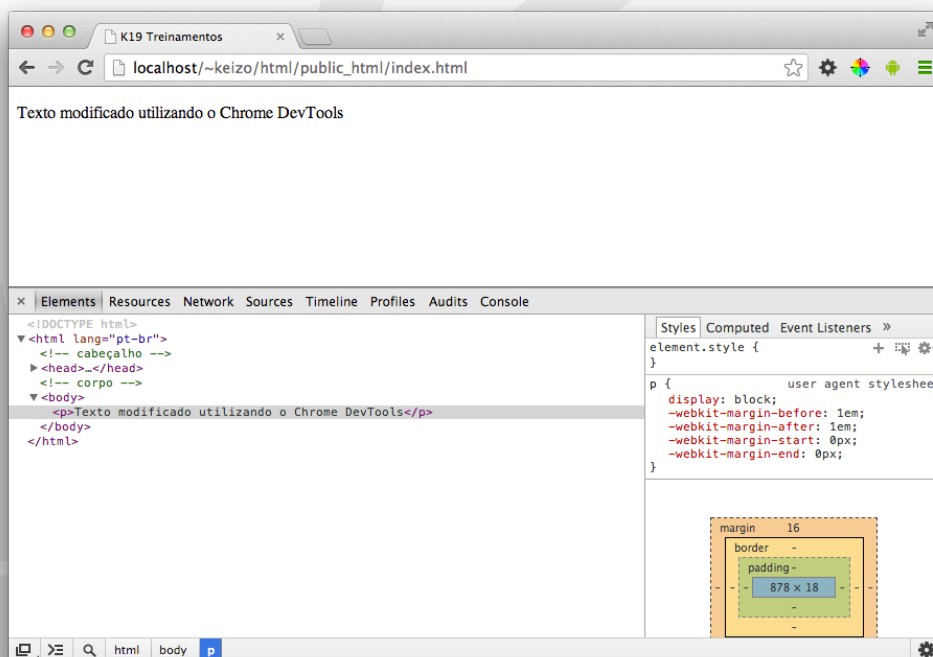 K19 Treinamentos
localhost/~keizo/html/public_html/index.html
Texto modificado utilizando o Chrome DevTools
× Elements Resources Network Sources Timeline Profiles Audits Console
<!DOCTYPE html>
▼<html lang="pt-br">
<!-- cabeçalho -->
▶<head>…</head>
<!-- corpo -->
▼<body>
<p>Texto modificado utilizando o Chrome DevTools</p>
</body>
</html>
Styles Computed Event Listeners »
element.style {
}
p { user agent styleshee
display: block;
-webkit-margin-before: 1em;
-webkit-margin-after: 1em;
-webkit-margin-start: 0px;
-webkit-margin-end: 0px;
}
margin 16
border -
padding -
- - - 878 × 18 - - -
-
-
html body p